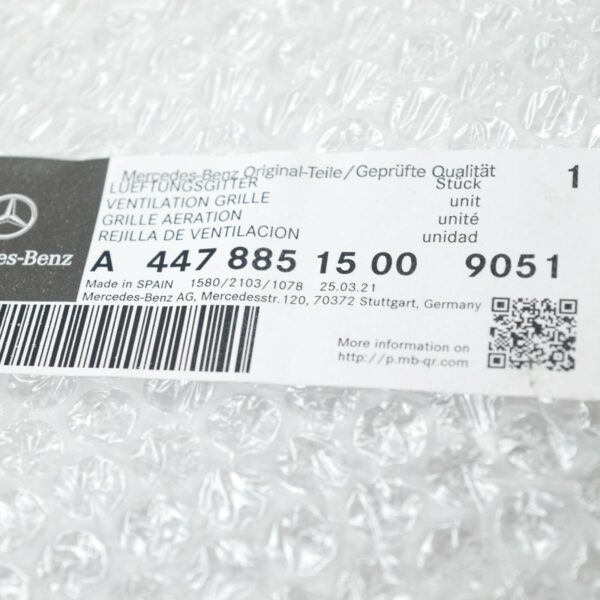 Mercedes-Benz Original-Teile/Geprüfte Qualität
LUEFTUNGSGITTER Stück 1
VENTILATION GRILLE unit
GRILLE AERATION unité
REJILLA DE VENTILACION unidad
des-Benz
A 447 885 15 00 9051
Made in SPAIN 1580/2103/1078 25.03.21
Mercedes-Benz AG, Mercedesstr.120, 70372 Stuttgart, Germany
More information on
http://p.mb-qr.com